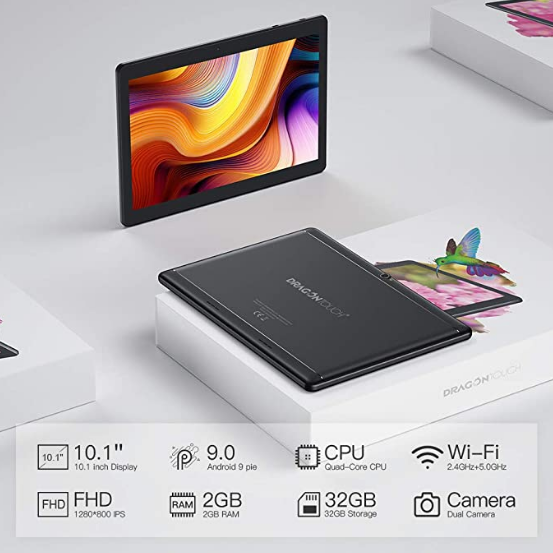 DRAGONTOUCH
DRAGONTOUCH
10.1"
10.1"
10.1 inch Display
9.0
Android 9 pie
CPU
Quad-Core CPU
Wi-Fi
2.4GHz+5.0GHz
FHD
FHD
1280*800 IPS
RAM
2GB
2GB RAM
32GB
32GB Storage
Camera
Dual Camera